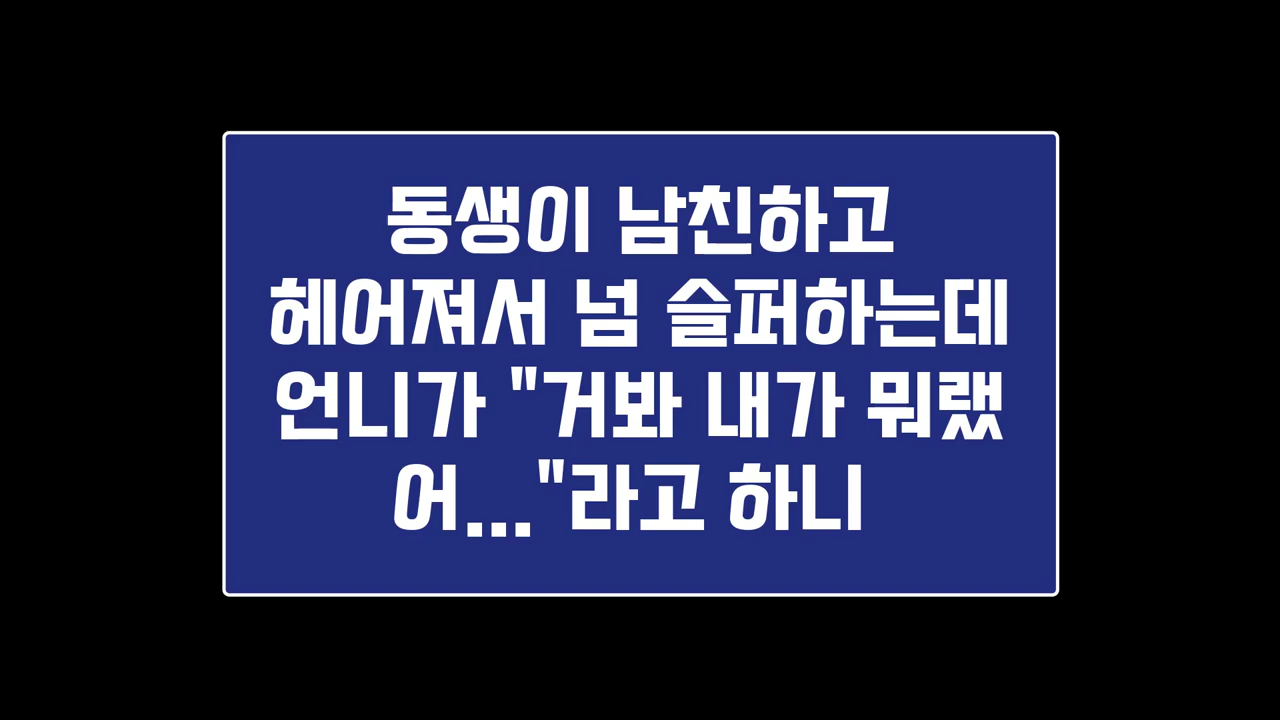 동생이 남친하고
헤어져서 넘 슬퍼하는데
언니가 "거봐 내가 뭐랬
어..."라고 하니